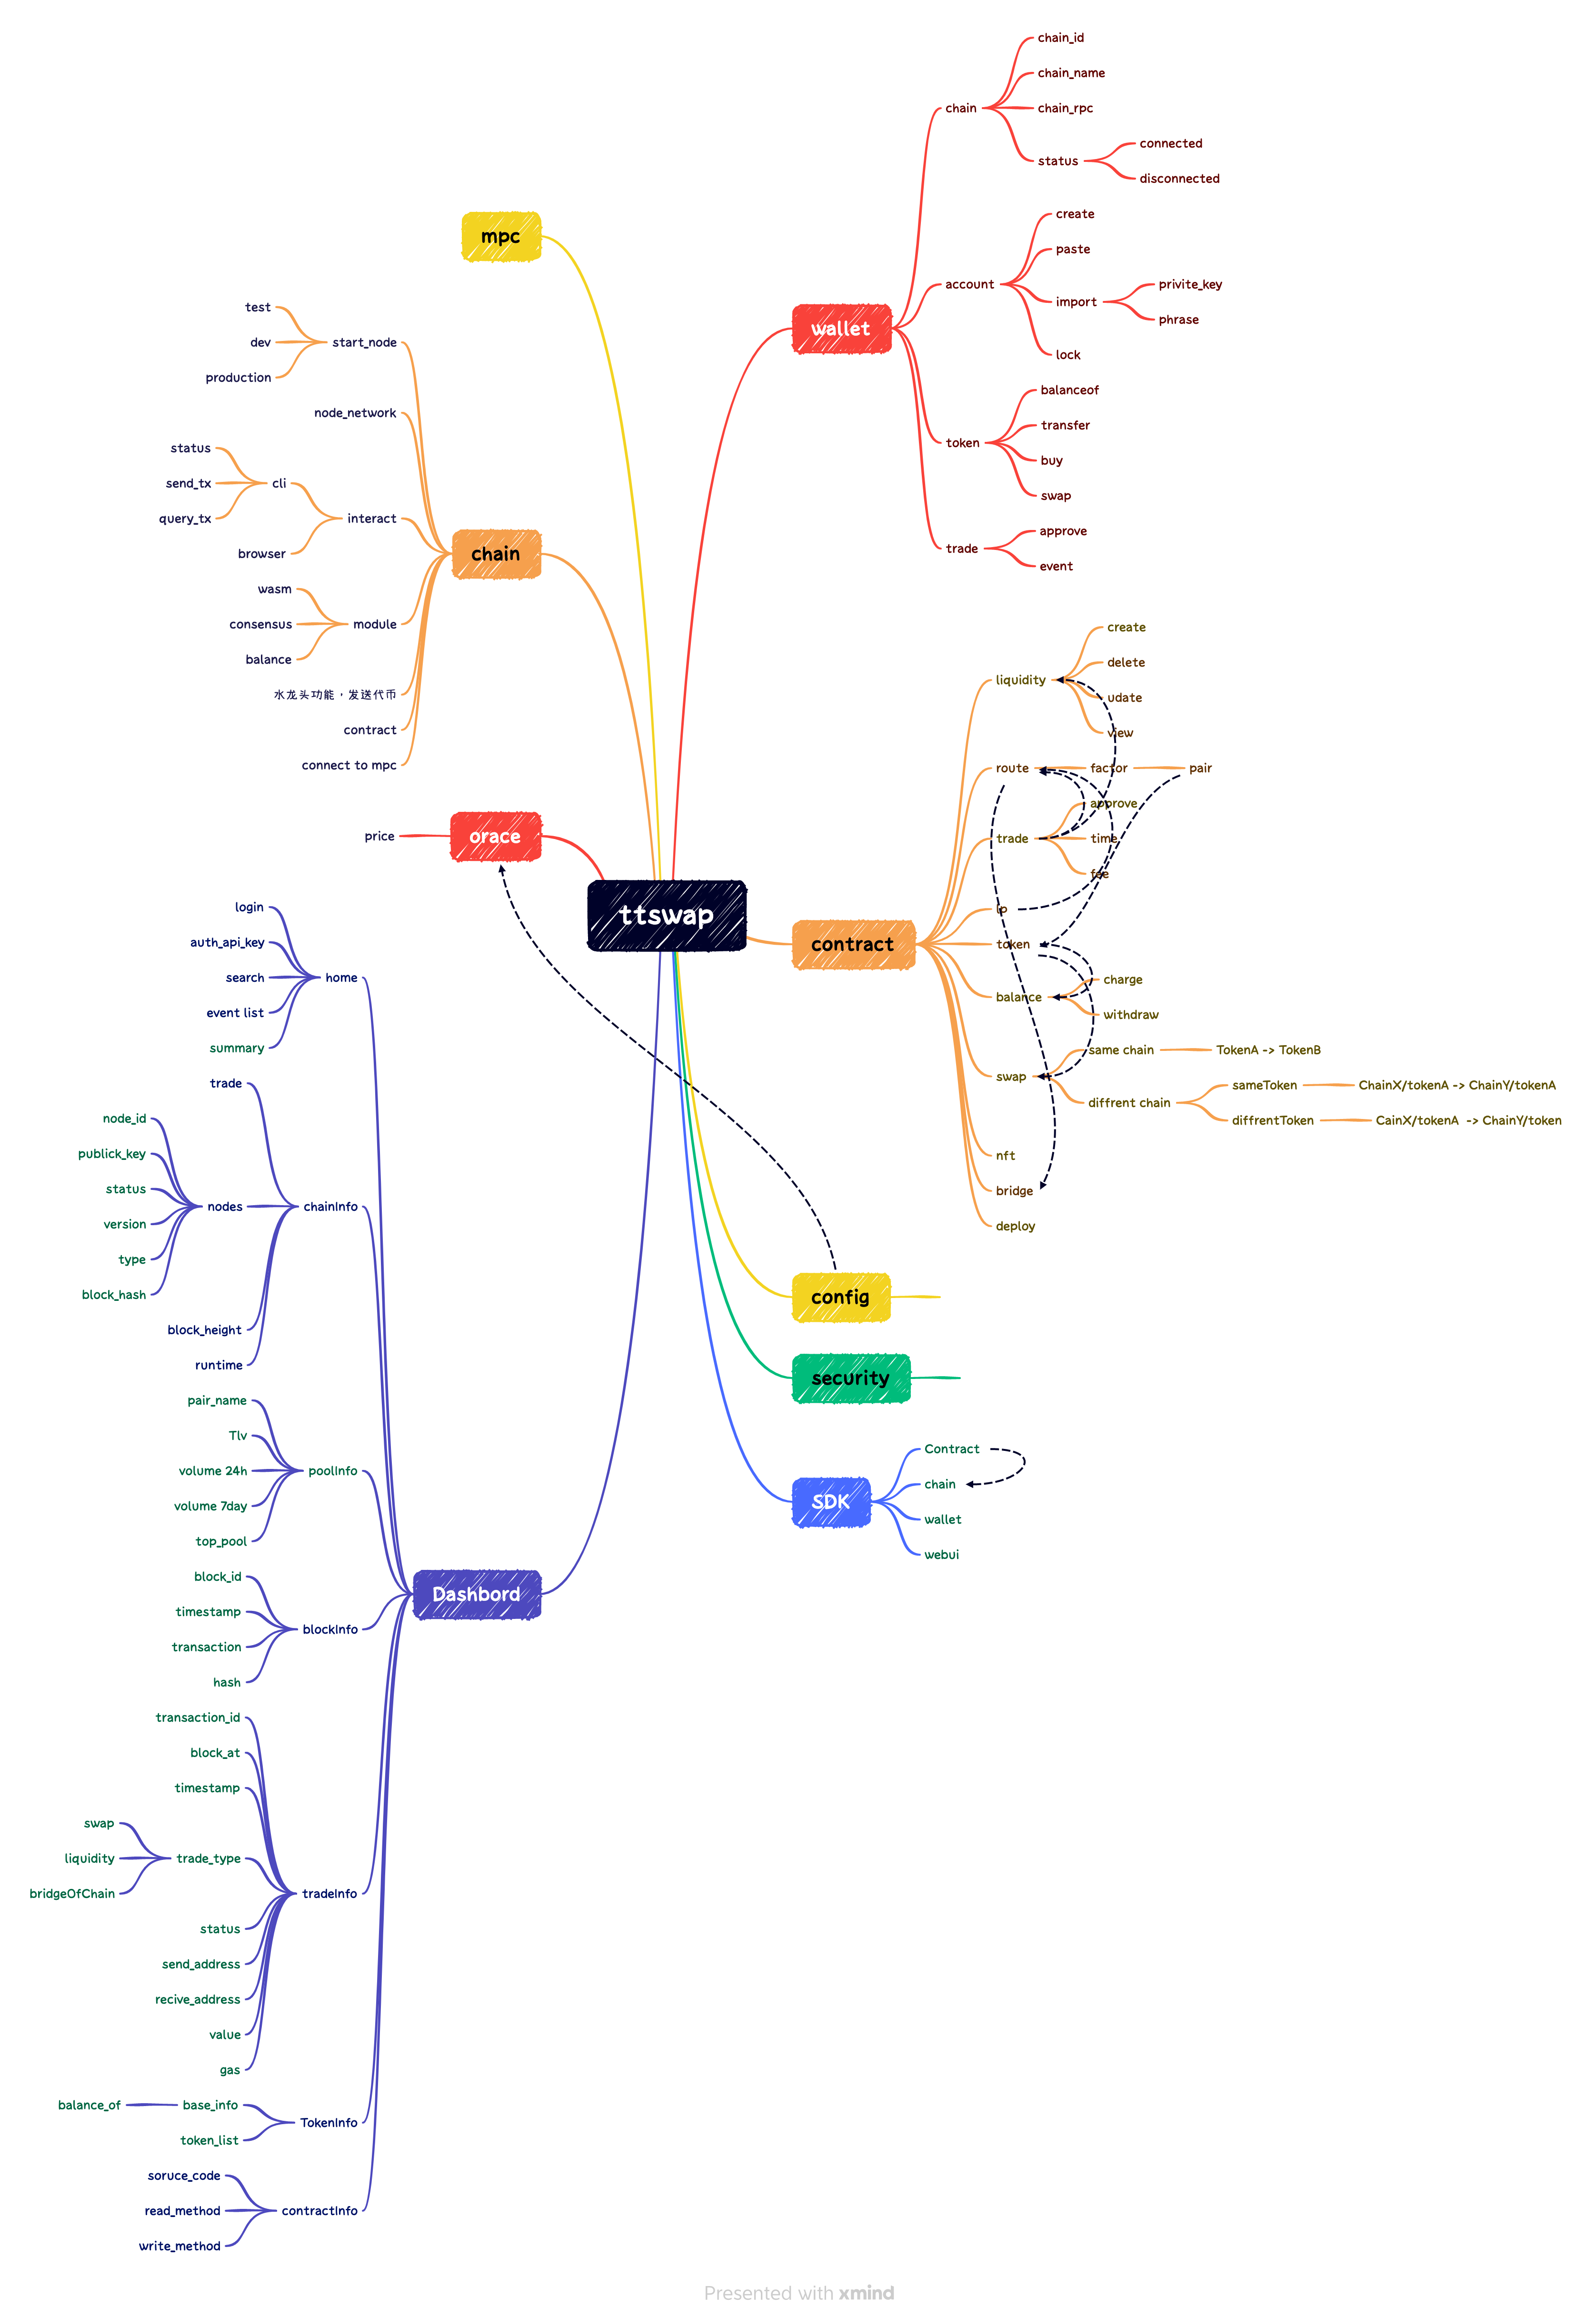 ttswap
wallet
chain
chain_id
chain_name
chain_rpc
status
connected
disconnected
account
create
paste
import
privite_key
phrase
lock
token
balanceof
transfer
buy
swap
trade
approve
event
contract
liquidity
create
delete
udate
view
route
factor
pair
trade
approve
time
fee
lp
token
balance
charge
withdraw
swap
same chain
TokenA -> TokenB
diffrent chain
sameToken
ChainX/tokenA -> ChainY/tokenA
diffrentToken
CainX/tokenA -> ChainY/token
nft
bridge
deploy
config
security
SDK
Contract
chain
wallet
webui
mpc
chain
start_node
test
dev
production
node_network
interact
cli
status
send_tx
query_tx
browser
module
wasm
consensus
balance
水龙头功能，发送代币
contract
connect to mpc
orace
price
Dashbord
home
login
auth_api_key
search
event list
summary
chainInfo
trade
nodes
node_id
publick_key
status
version
type
block_hash
block_height
runtime
poolInfo
pair_name
Tlv
volume 24h
volume 7day
top_pool
blockInfo
block_id
timestamp
transaction
hash
tradeInfo
transaction_id
block_at
timestamp
trade_type
swap
liquidity
bridgeOfChain
status
send_address
recive_address
value
gas
TokenInfo
base_info
balance_of
token_list
contractInfo
soruce_code
read_method
write_method
Presented with xmind